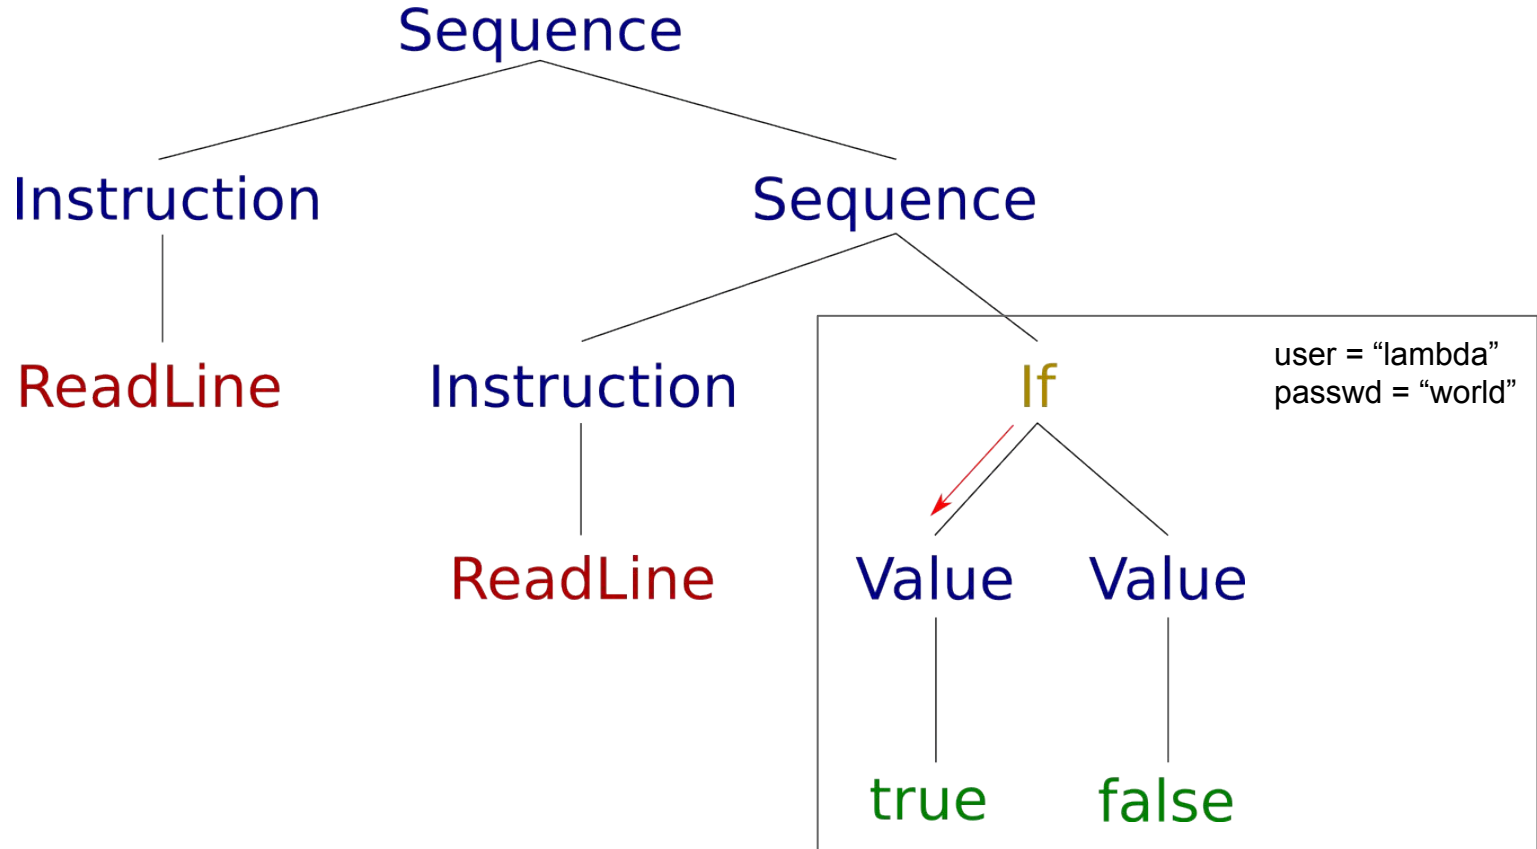 Sequence
Instruction
Sequence
ReadLine
Instruction
If
user = “lambda”
passwd = “world”
ReadLine
Value
Value
true
false